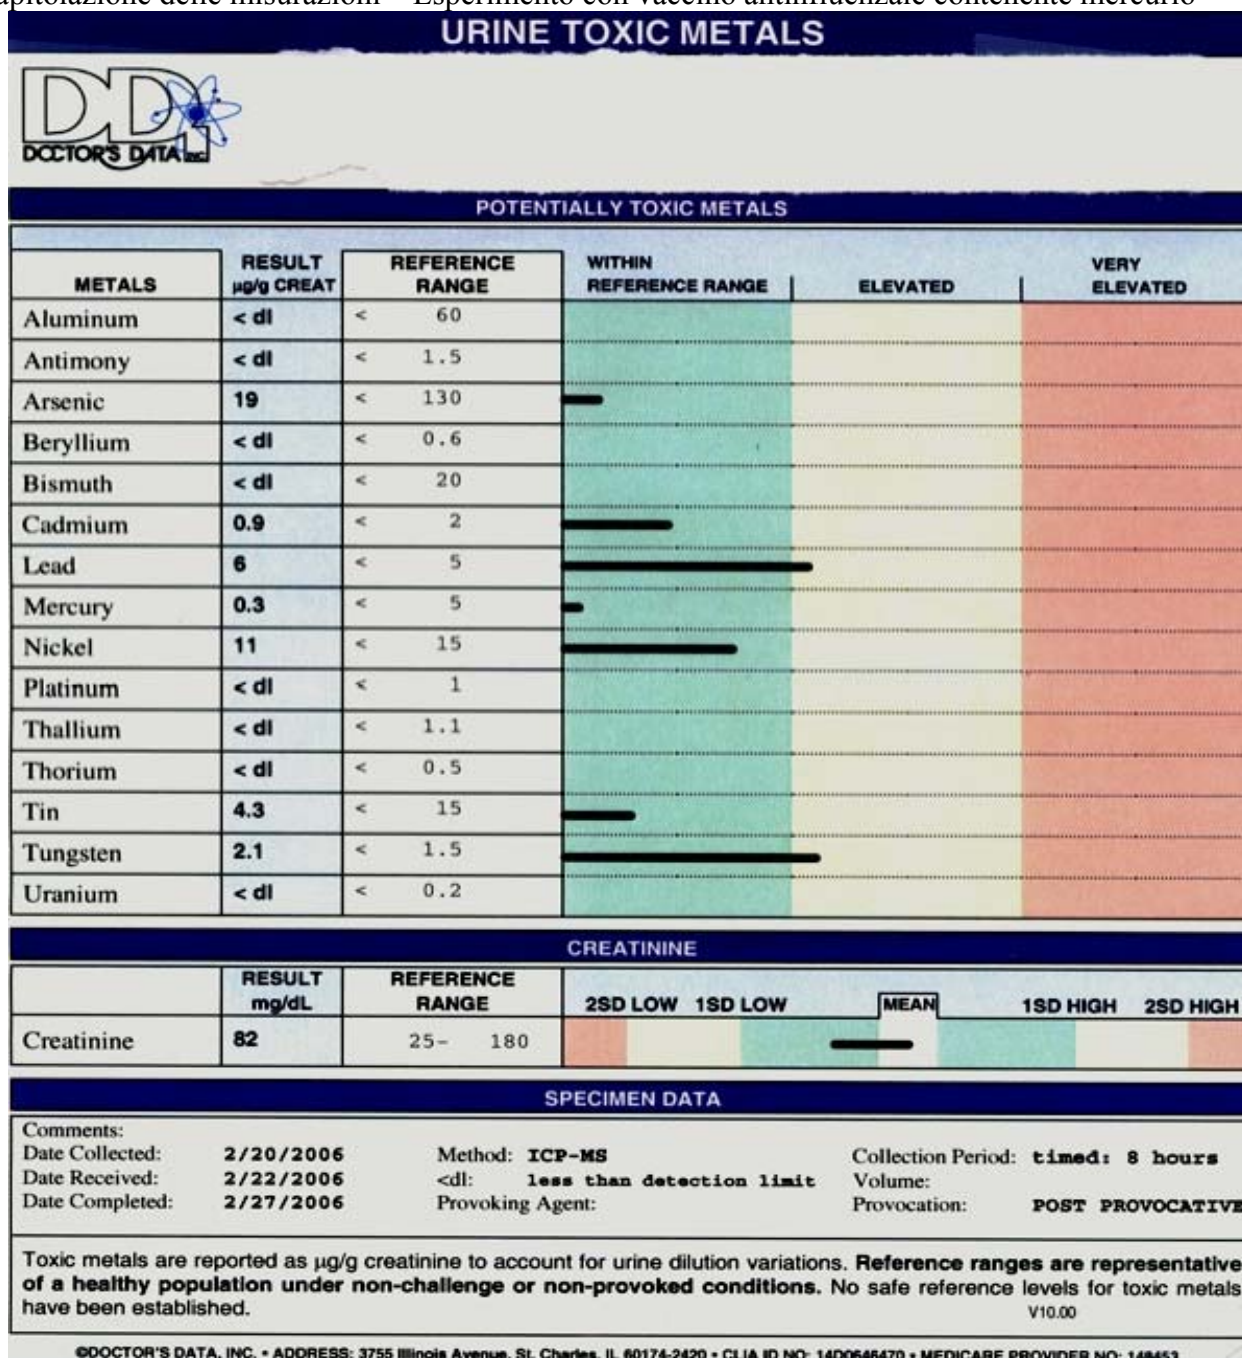 capitolazione delle misurazioni – Esperimento con vaccino antinfluenzale contenente mercurio
URINE TOXIC METALS
DOCTOR'S DATA INC.
POTENTIALLY TOXIC METALS
METALS RESULT µg/g CREAT REFERENCE RANGE WITHIN REFERENCE RANGE ELEVATED VERY ELEVATED
Aluminum < dl < 60
Antimony < dl < 1.5
Arsenic 19 < 130
Beryllium < dl < 0.6
Bismuth < dl < 20
Cadmium 0.9 < 2
Lead 6 < 5
Mercury 0.3 < 5
Nickel 11 < 15
Platinum < dl < 1
Thallium < dl < 1.1
Thorium < dl < 0.5
Tin 4.3 < 15
Tungsten 2.1 < 1.5
Uranium < dl < 0.2
CREATININE
RESULT mg/dL REFERENCE RANGE 2SD LOW 1SD LOW MEAN 1SD HIGH 2SD HIGH
Creatinine 82 25- 180
SPECIMEN DATA
Comments:
Date Collected: 2/20/2006 Method: ICP-MS Collection Period: timed: 8 hours
Date Received: 2/22/2006 <dl: less than detection limit Volume:
Date Completed: 2/27/2006 Provoking Agent: Provocation: POST PROVOCATIVE
Toxic metals are reported as µg/g creatinine to account for urine dilution variations. Reference ranges are representative
of a healthy population under non-challenge or non-provoked conditions. No safe reference levels for toxic metals
have been established.
V10.00
©DOCTOR'S DATA, INC. • ADDRESS: 3755 Illinois Avenue, St. Charles, IL 60174-2420 • CLIA ID NO: 14D0646470 • MEDICARE PROVIDER NO: 148453